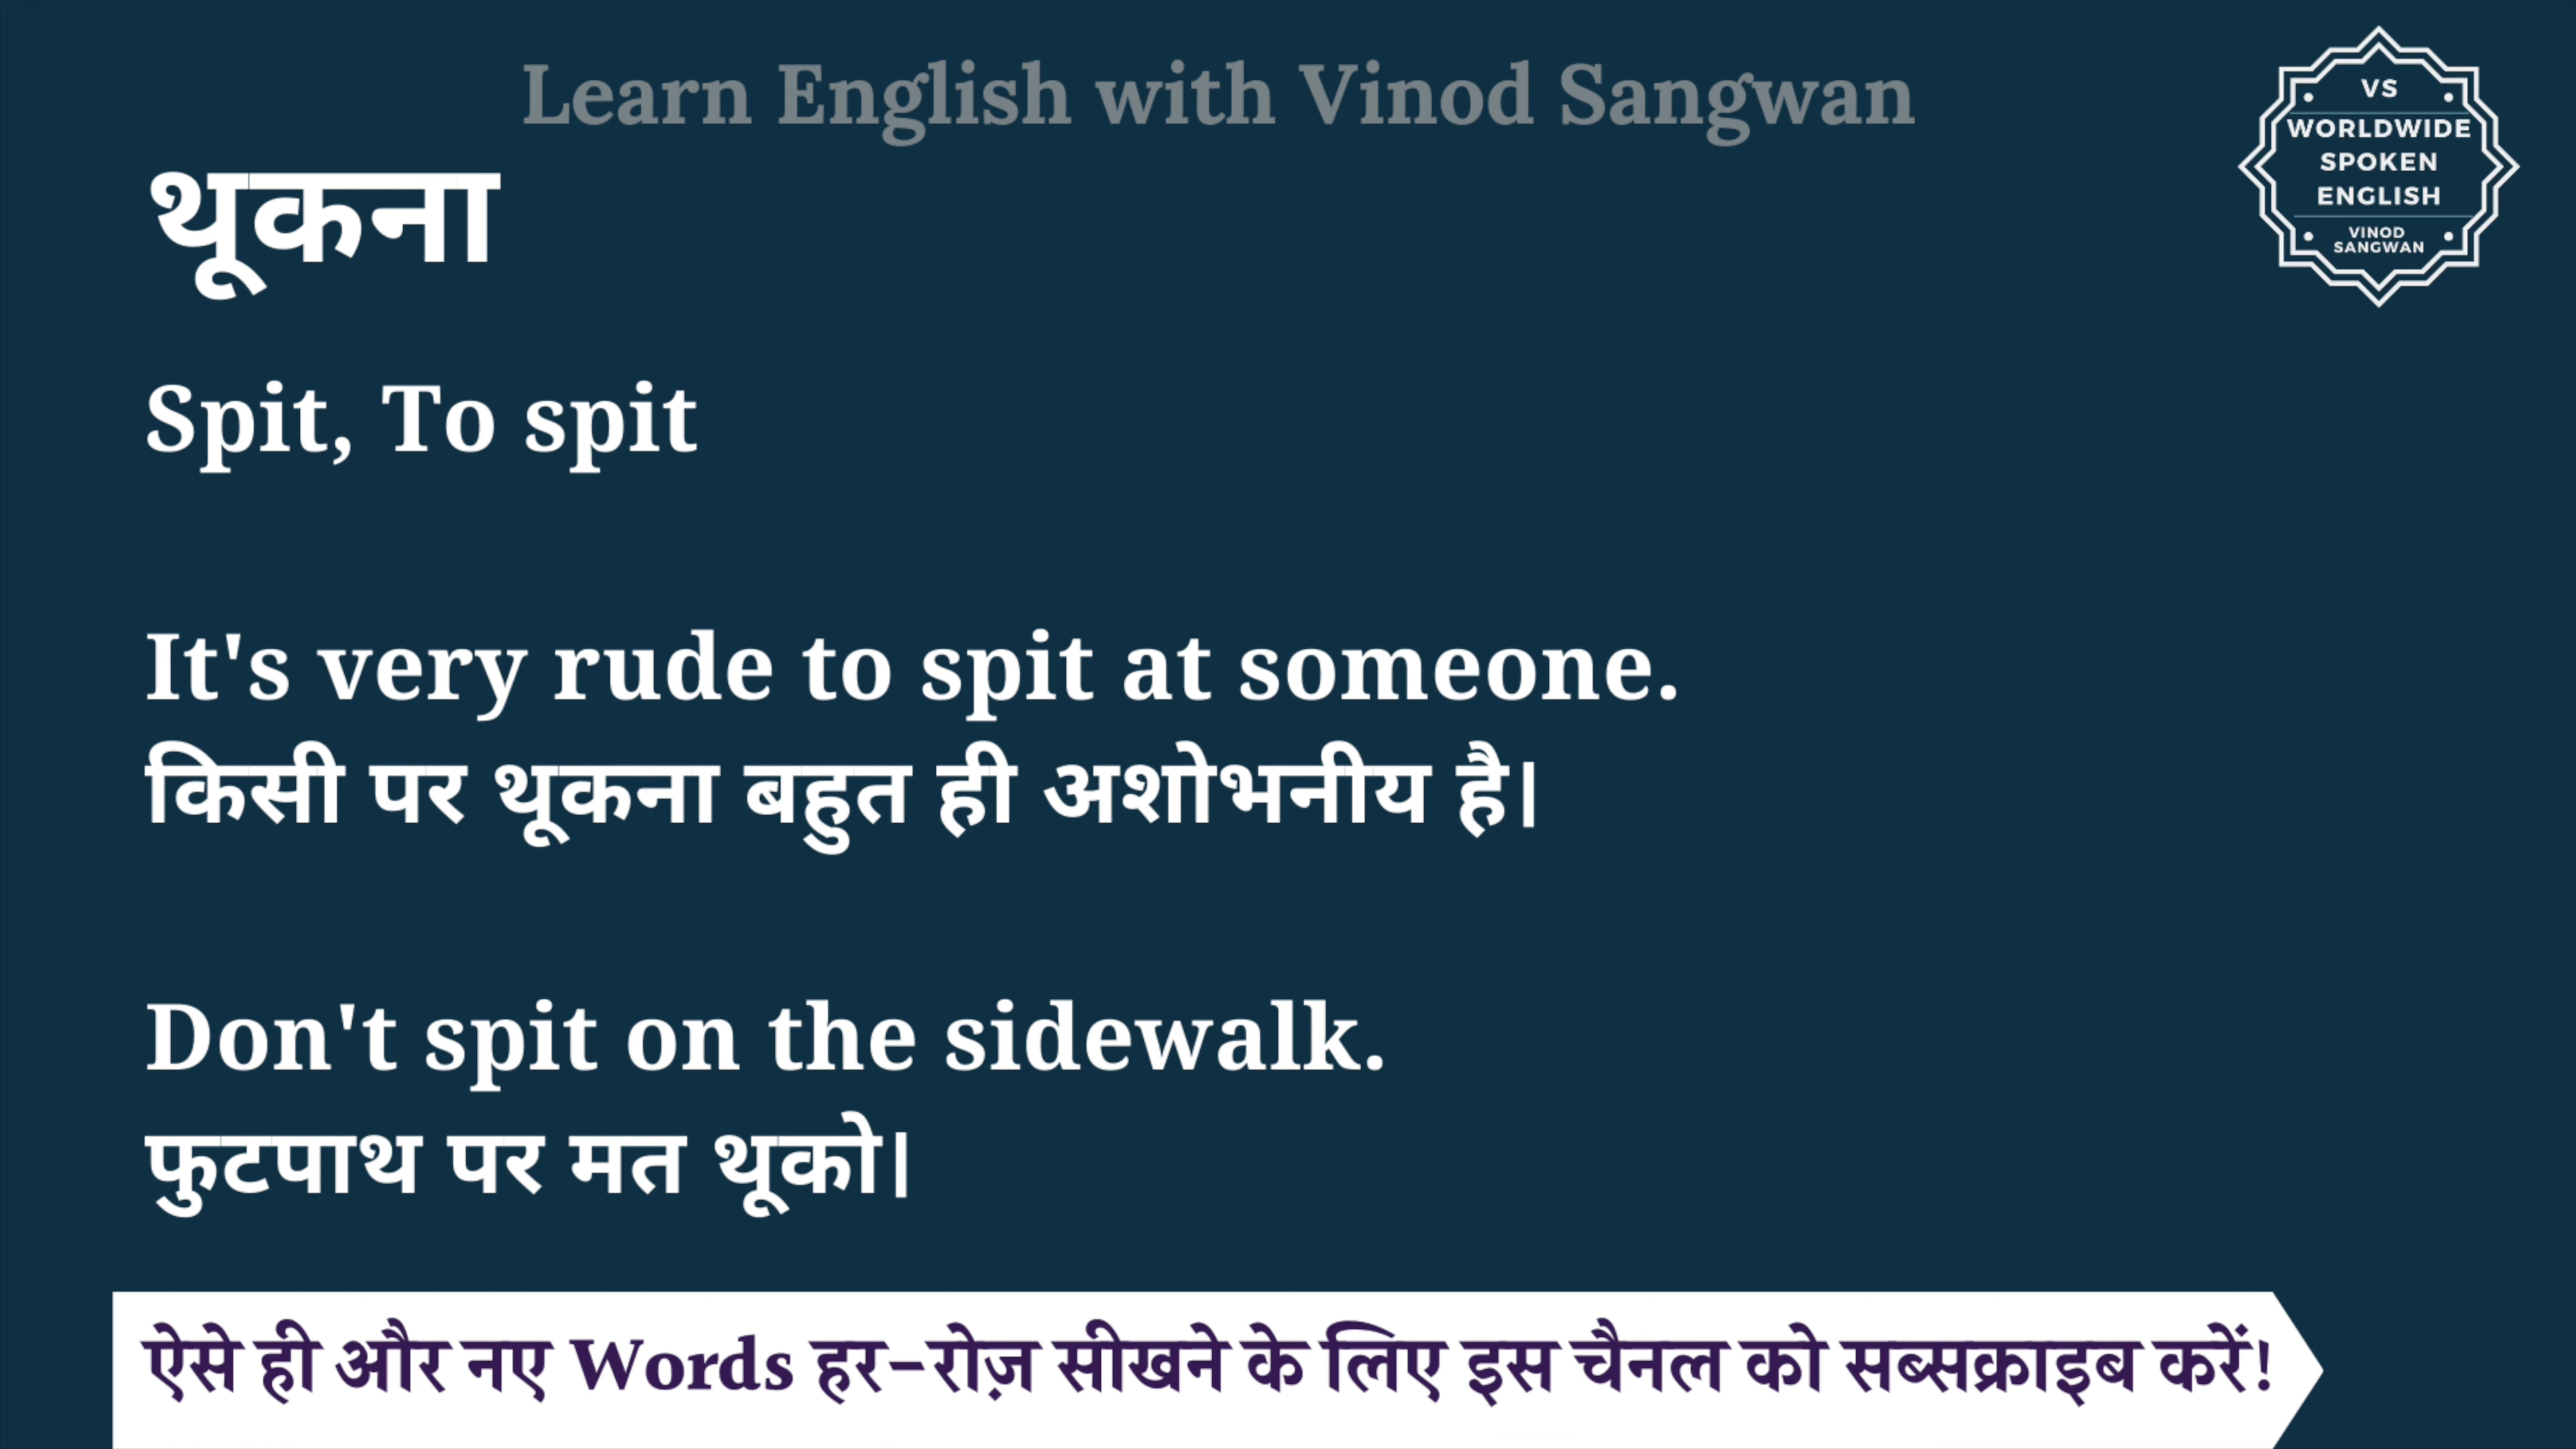 Learn English with Vinod Sangwan
VS
WORLDWIDE
SPOKEN
ENGLISH
VINOD
SANGWAN
थूकना
Spit, To spit
It's very rude to spit at someone.
किसी पर थूकना बहुत ही अशोभनीय है।
Don't spit on the sidewalk.
फुटपाथ पर मत थूको।
ऐसे ही और नए Words हर-रोज़ सीखने के लिए इस चैनल को सब्सक्राइब करें!